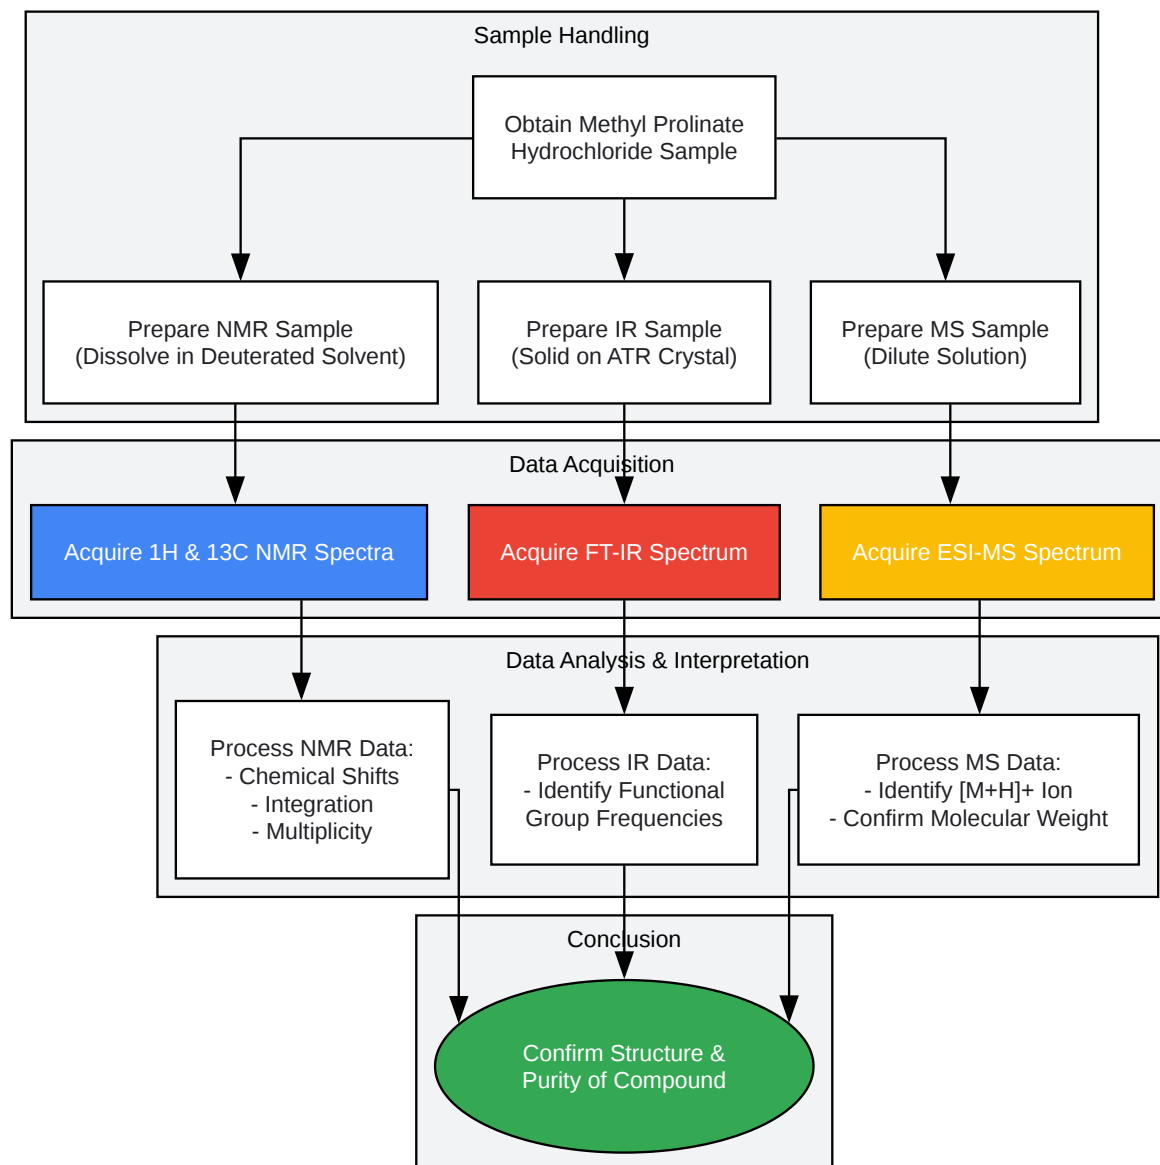 Sample Handling
Obtain Methyl Prolinate
Hydrochloride Sample
Prepare NMR Sample
(Dissolve in Deuterated Solvent)
Prepare IR Sample
(Solid on ATR Crystal)
Prepare MS Sample
(Dilute Solution)
Data Acquisition
Acquire 1H & 13C NMR Spectra
Acquire FT-IR Spectrum
Acquire ESI-MS Spectrum
Data Analysis & Interpretation
Process NMR Data:
- Chemical Shifts
- Integration
- Multiplicity
Process IR Data:
- Identify Functional
Group Frequencies
Process MS Data:
- Identify [M+H]+ Ion
- Confirm Molecular Weight
Conclusion
Confirm Structure &
Purity of Compound